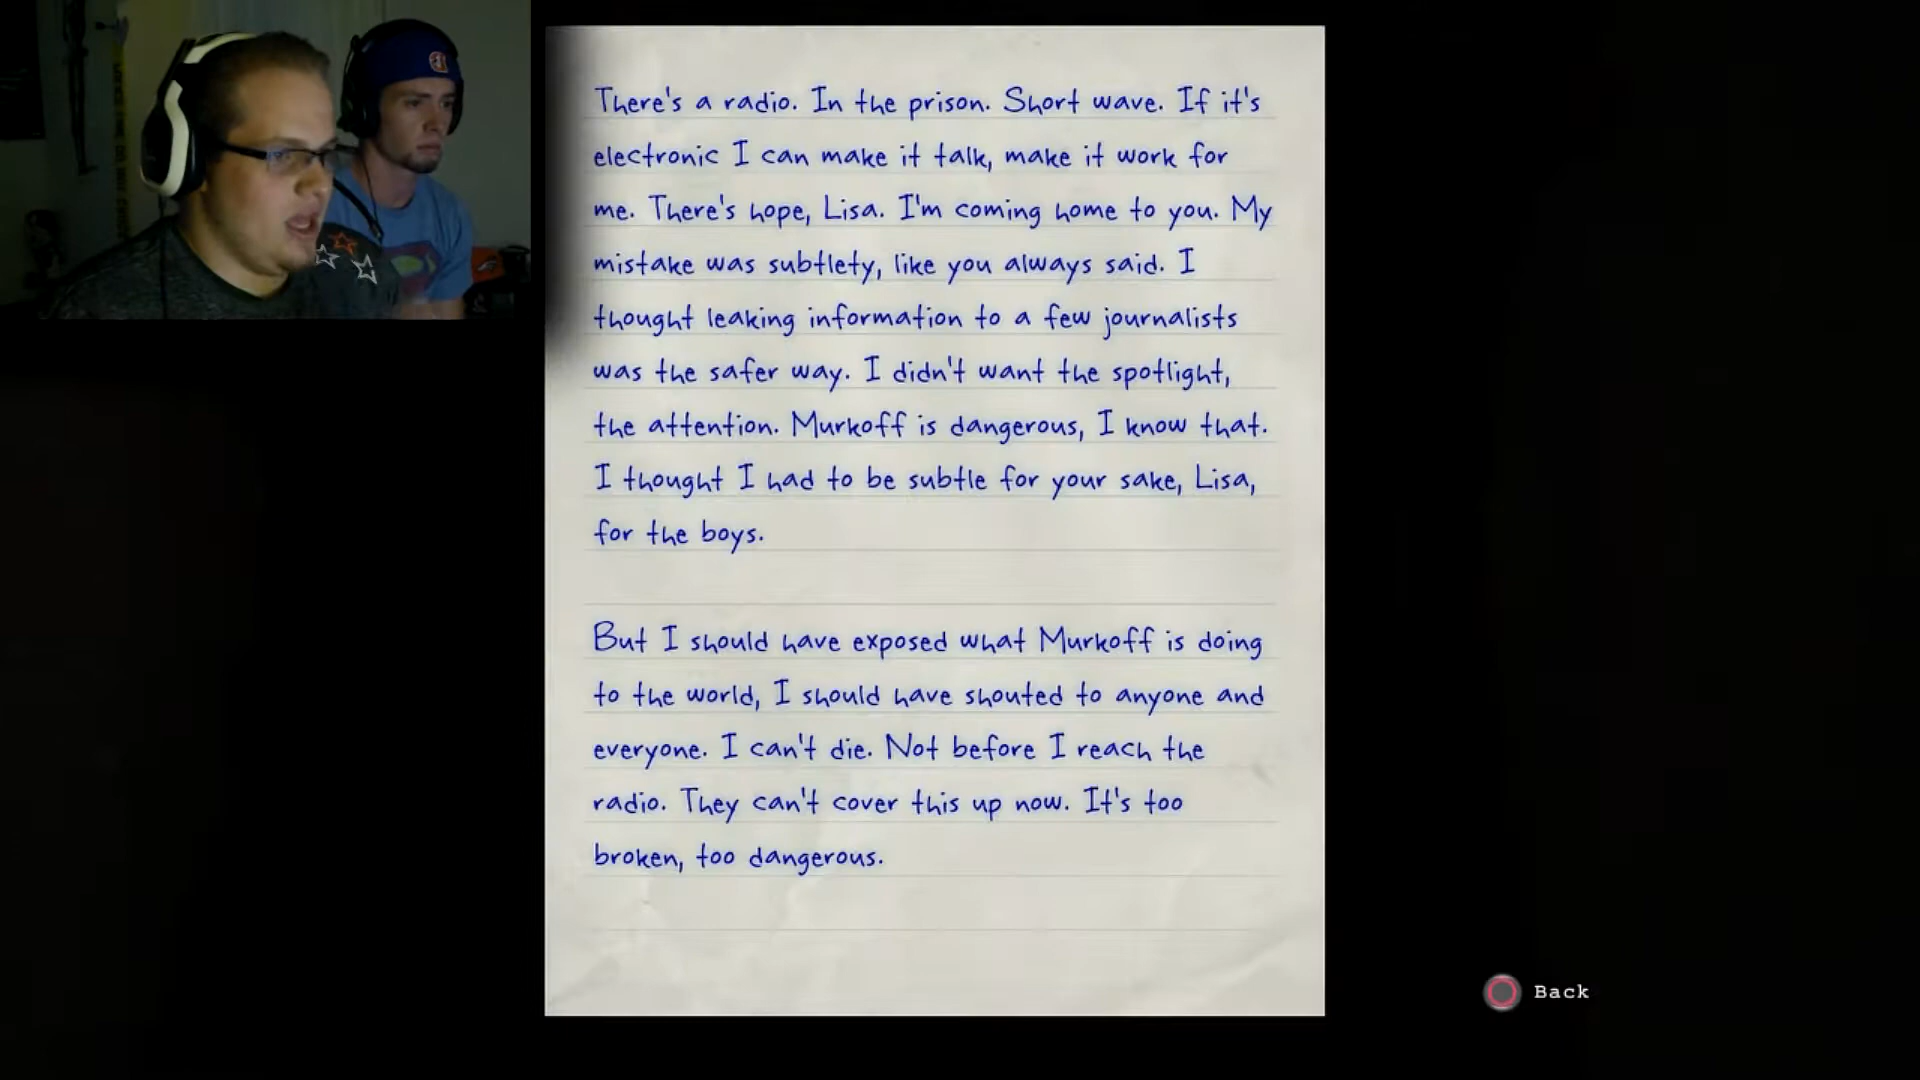 There's a radio. In the prison. Short wave. If it's
electronic I can make it talk, make it work for
me. There's hope, Lisa. I'm coming home to you. My
mistake was subtlety, like you always said. I
thought leaking information to a few journalists
was the safer way. I didn't want the spotlight,
the attention. Murkoff is dangerous, I know that.
I thought I had to be subtle for your sake, Lisa,
for the boys.
But I should have exposed what Murkoff is doing
to the world, I should have shouted to anyone and
everyone. I can't die. Not before I reach the
radio. They can't cover this up now. It's too
broken, too dangerous.
Back